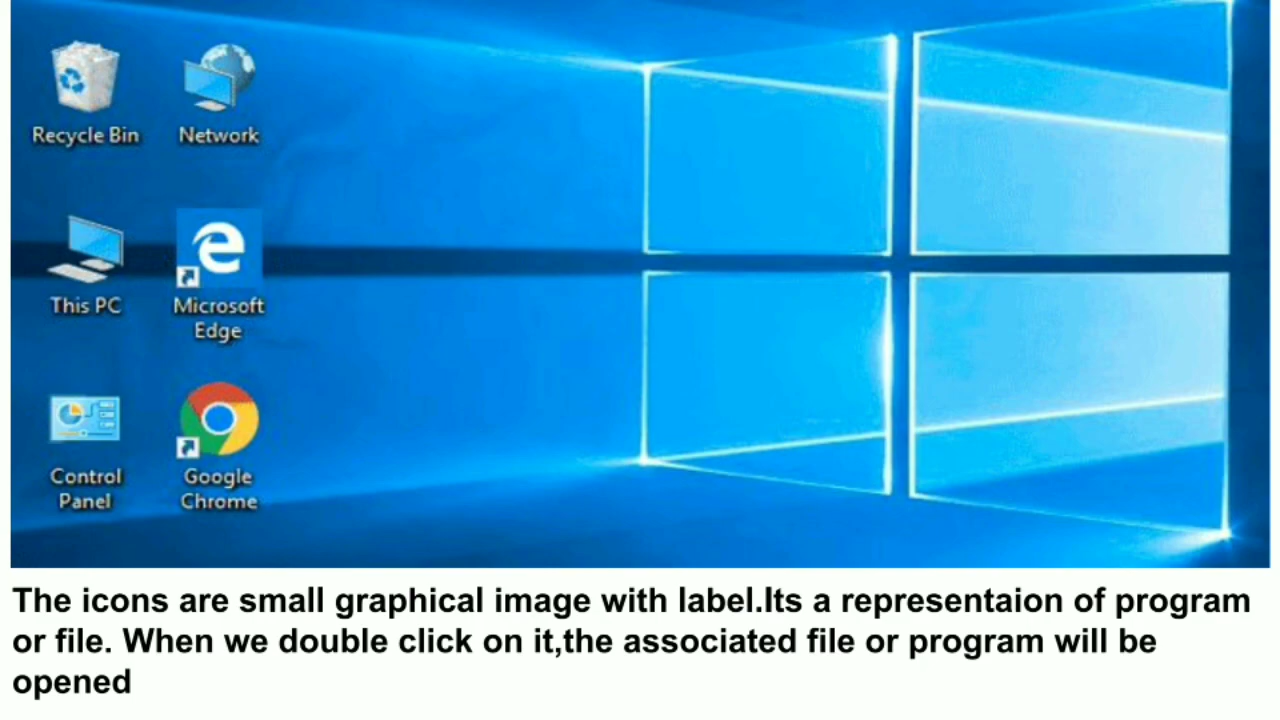 Recycle Bin
Network
This PC
Microsoft
Edge
Control
Panel
Google
Chrome
The icons are small graphical image with label.Its a representaion of program
or file. When we double click on it,the associated file or program will be
opened